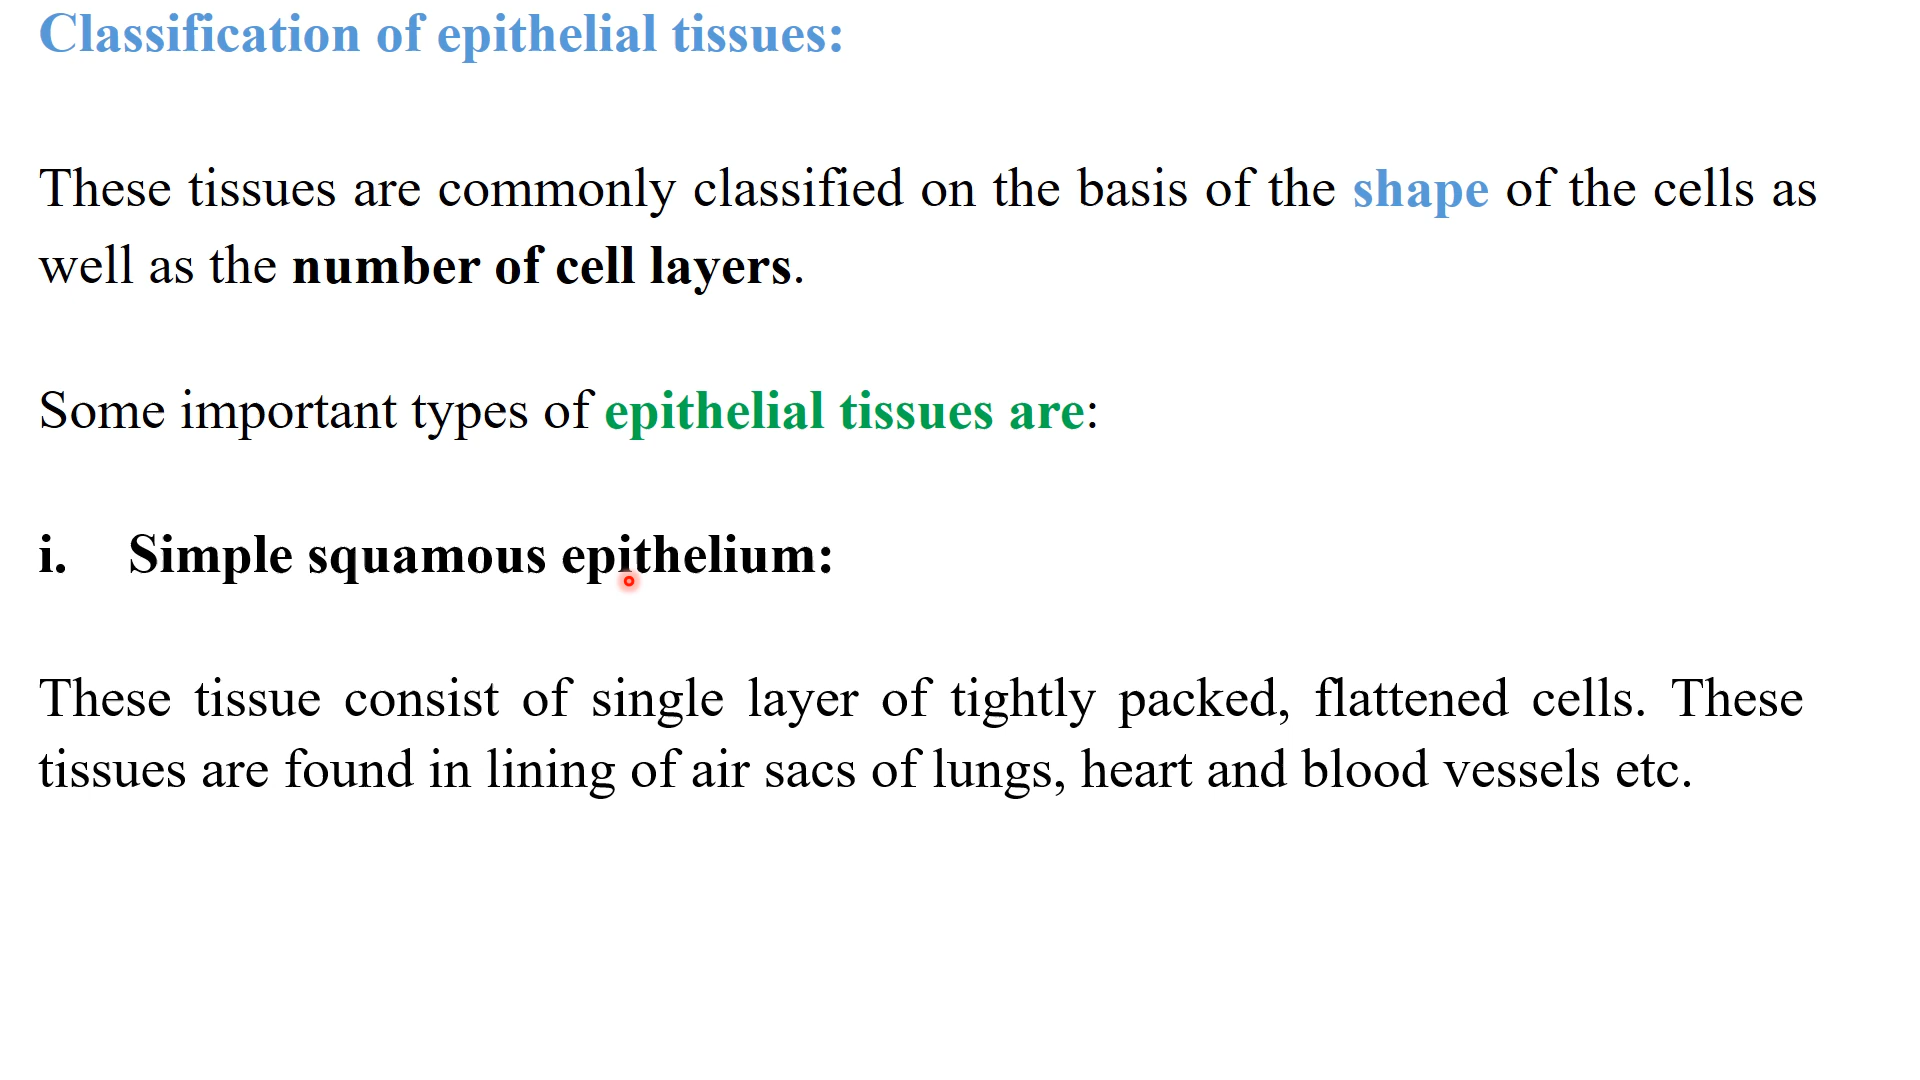 Classification of epithelial tissues:
These tissues are commonly classified on the basis of the shape of the cells as
well as the number of cell layers.
Some important types of epithelial tissues are:
i. Simple squamous epithelium:
These tissue consist of single layer of tightly packed, flattened cells. These
tissues are found in lining of air sacs of lungs, heart and blood vessels etc.